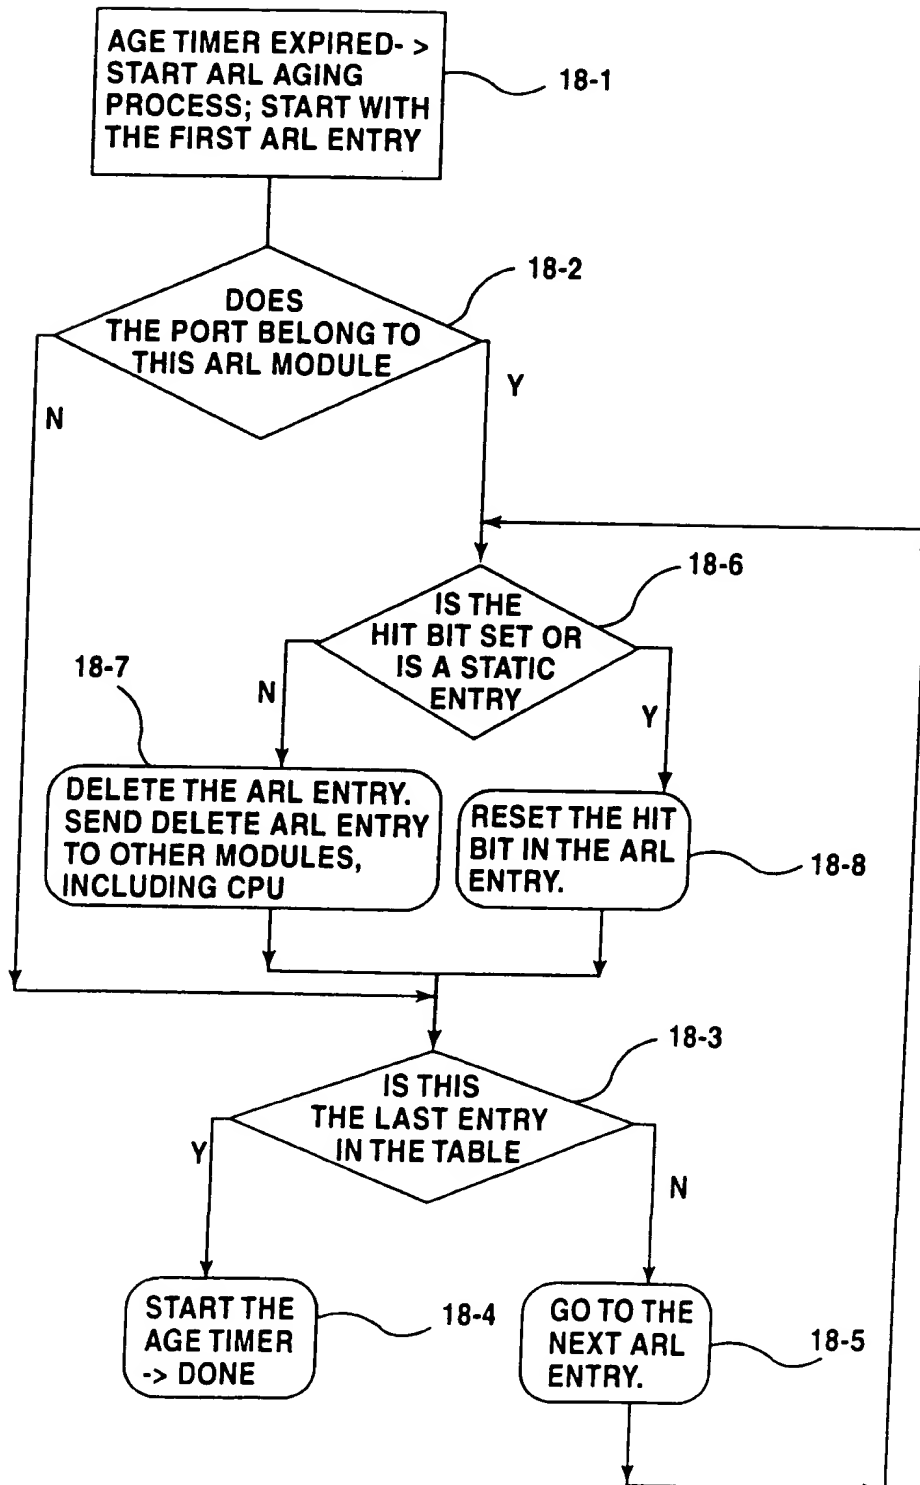 AGE TIMER EXPIRED- >
START ARL AGING
PROCESS; START WITH
THE FIRST ARL ENTRY
18-1
DOES
THE PORT BELONG TO
THIS ARL MODULE
18-2
N
Y
IS THE
HIT BIT SET OR
IS A STATIC
ENTRY
18-6
N
Y
18-7
DELETE THE ARL ENTRY.
SEND DELETE ARL ENTRY
TO OTHER MODULES,
INCLUDING CPU
RESET THE HIT
BIT IN THE ARL
ENTRY.
18-8
IS THIS
THE LAST ENTRY
IN THE TABLE
18-3
Y
N
START THE
AGE TIMER
-> DONE
18-4
GO TO THE
NEXT ARL
ENTRY.
18-5